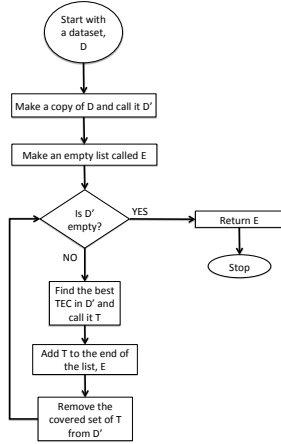 Start with
a dataset,
D
Make a copy of D and call it D’
Make an empty list called E
Is D’
empty?
YES
Return E
Stop
NO
Find the best
TEC in D’ and
call it T
Add T to the end of
the list, E
Remove the
covered set of T
from D’